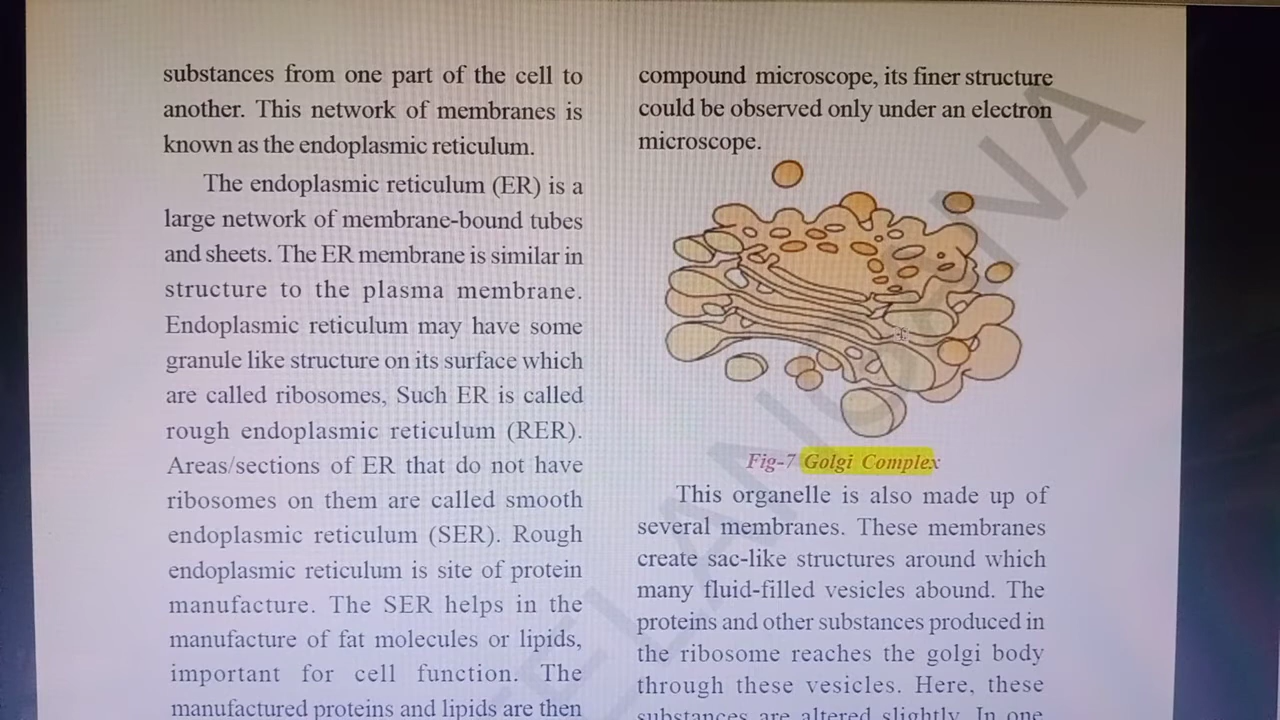 substances from one part of the cell to
another. This network of membranes is
known as the endoplasmic reticulum.
The endoplasmic reticulum (ER) is a
large network of membrane-bound tubes
and sheets. The ER membrane is similar in
structure to the plasma membrane.
Endoplasmic reticulum may have some
granule like structure on its surface which
are called ribosomes, Such ER is called
rough endoplasmic reticulum (RER).
Areas/sections of ER that do not have
ribosomes on them are called smooth
endoplasmic reticulum (SER). Rough
endoplasmic reticulum is site of protein
manufacture. The SER helps in the
manufacture of fat molecules or lipids,
important for cell function. The
manufactured proteins and lipids are then
compound microscope, its finer structure
could be observed only under an electron
microscope.
Fig-7 Golgi Complex
This organelle is also made up of
several membranes. These membranes
create sac-like structures around which
many fluid-filled vesicles abound. The
proteins and other substances produced in
the ribosome reaches the golgi body
through these vesicles. Here, these
substances are altered slightly. In one